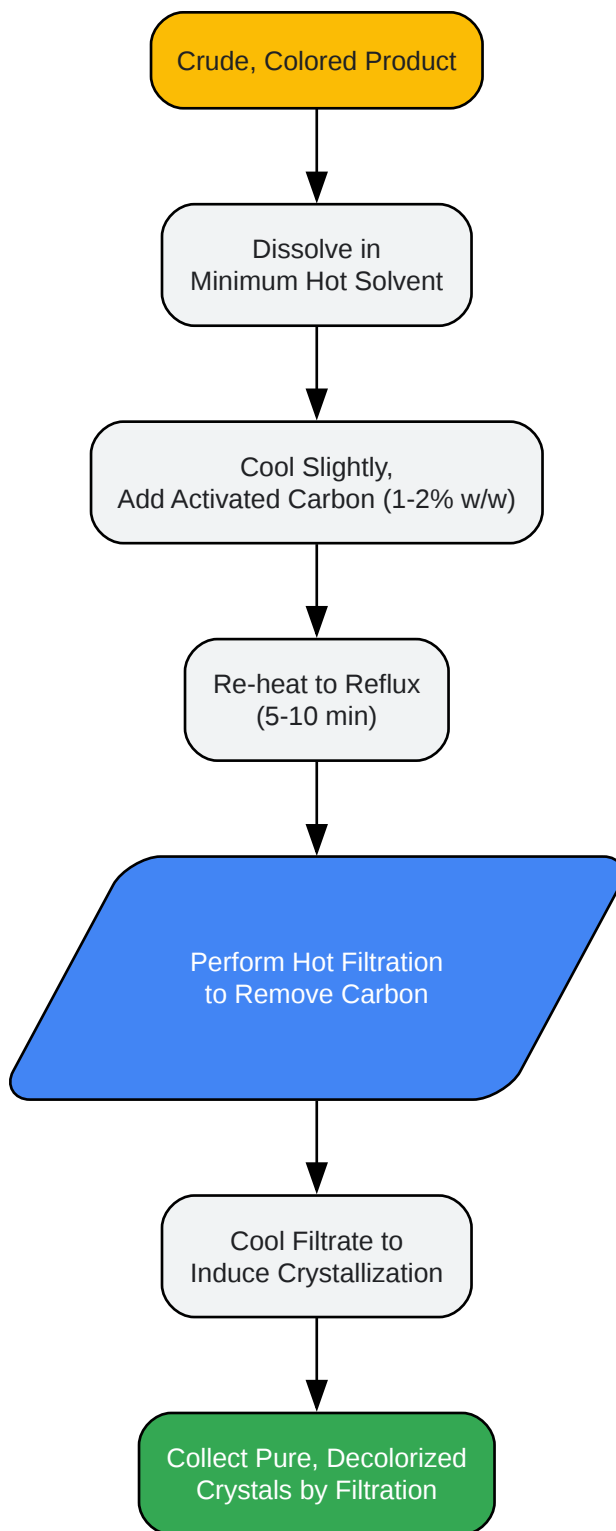 Crude, Colored Product
Dissolve in
Minimum Hot Solvent
Cool Slightly,
Add Activated Carbon (1-2% w/w)
Re-heat to Reflux
(5-10 min)
Perform Hot Filtration
to Remove Carbon
Cool Filtrate to
Induce Crystallization
Collect Pure, Decolorized
Crystals by Filtration